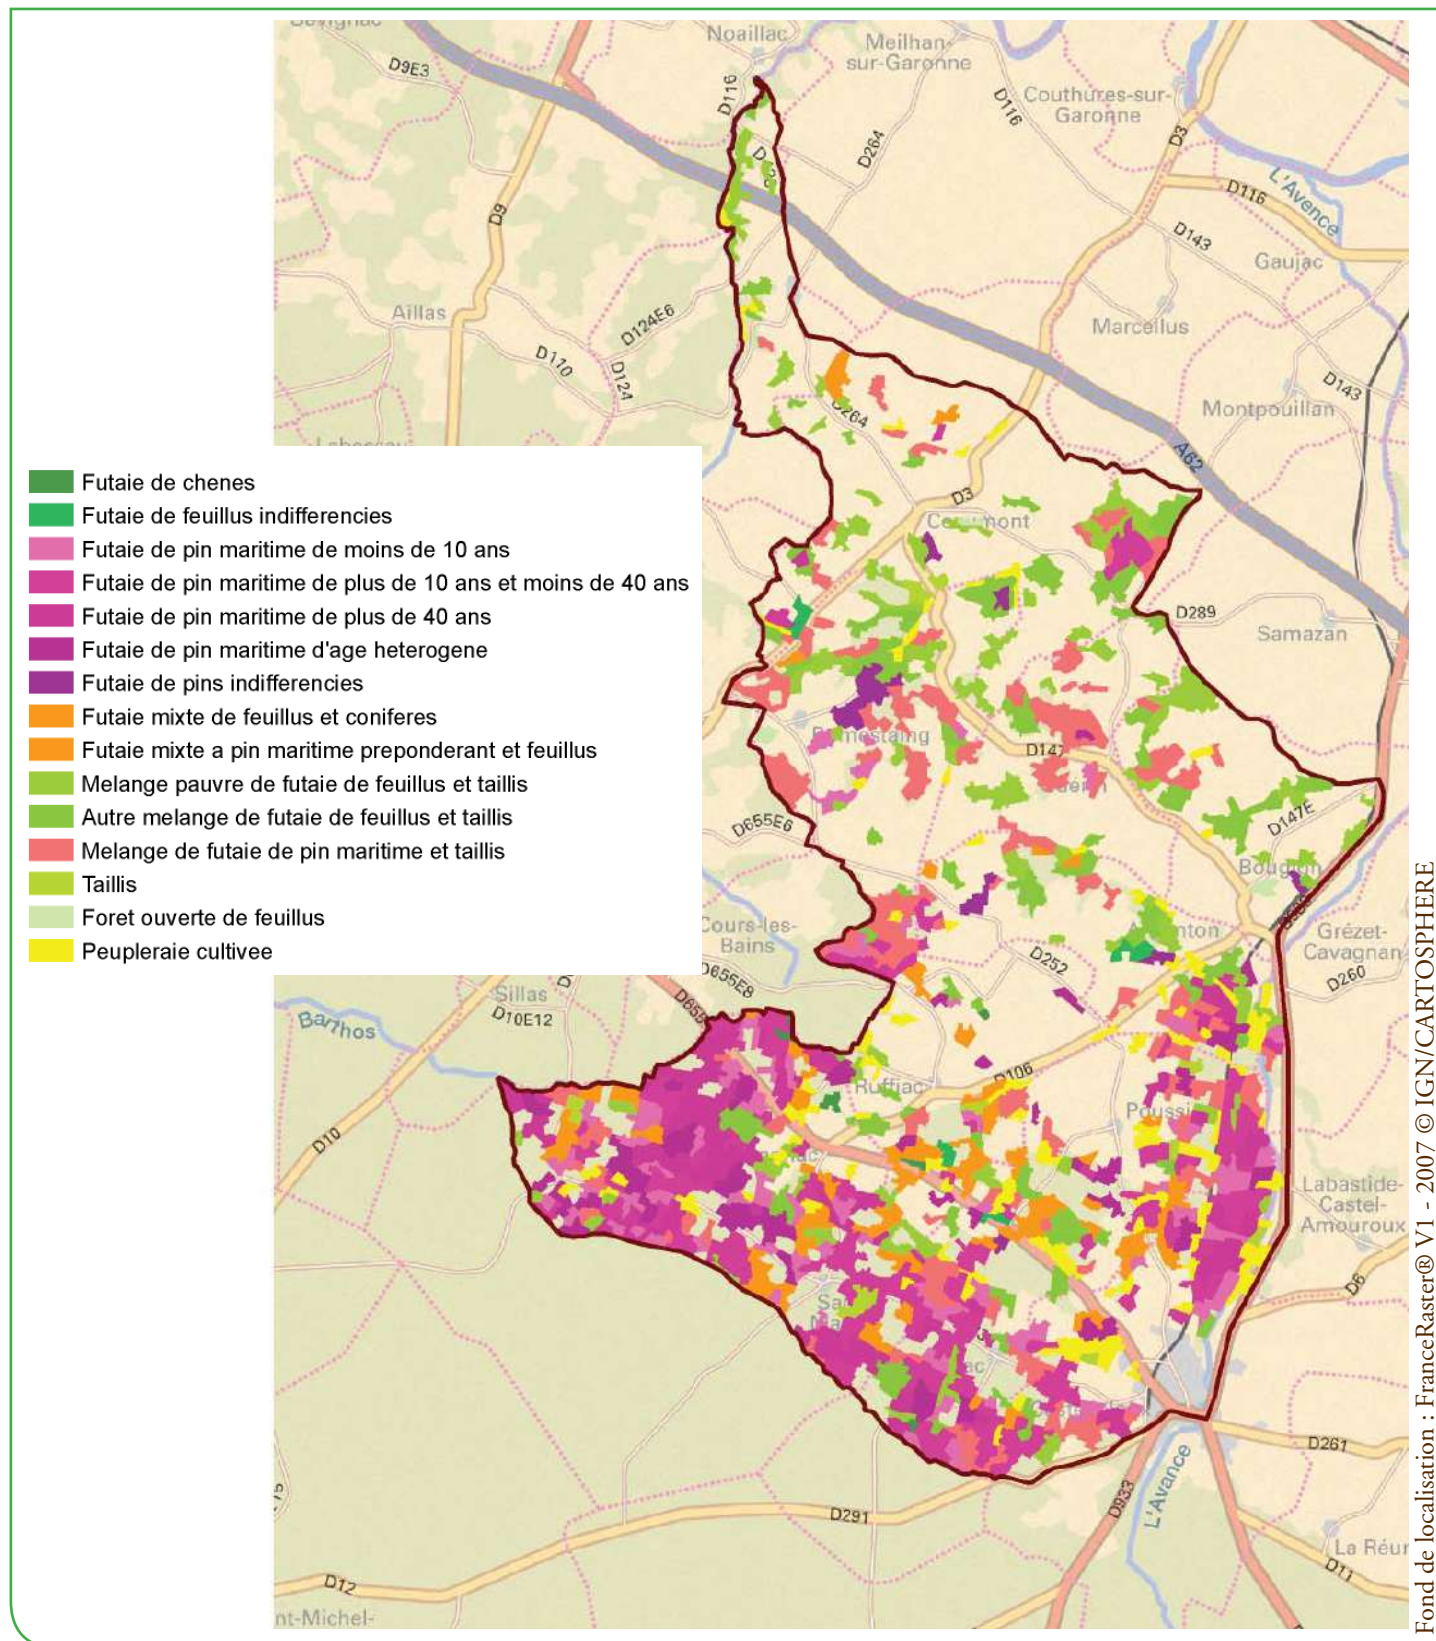 Noaillac
Meilhan-
sur-Garonne
D9E3
D116
D116
Couthures-sur-
Garonne
D264
D3
L'Avence
D116
D143
Gaujac
D9
Aillas
D124E6
D110
D124
Marcellus
D143
Montpouillan
D264
A62
D3
D289
Samazan
Futaie de chenes
Futaie de feuillus indifferencies
Futaie de pin maritime de moins de 10 ans
Futaie de pin maritime de plus de 10 ans et moins de 40 ans
Futaie de pin maritime de plus de 40 ans
Futaie de pin maritime d'age heterogene
Futaie de pins indifferencies
Futaie mixte de feuillus et coniferes
Futaie mixte a pin maritime preponderant et feuillus
Melange pauvre de futaie de feuillus et taillis
Autre melange de futaie de feuillus et taillis
Melange de futaie de pin maritime et taillis
Taillis
Foret ouverte de feuillus
Peupleraie cultivee
D147
D655E6
D147E
Cours-les-
Bains
D655E8
D252
Grézet-
Cavagnan
D260
Sillas
D10E12
Barthos
D10
Ruffiac
D106
Poussi
Labastide-
Castel-
Amouroux
D6
D261
D291
D933
L'Avance
D12
nt-Michel-
La Réur
D11
Fond de localisation : FranceRaster® V1 - 2007 © IGN/CARTOSPHERE